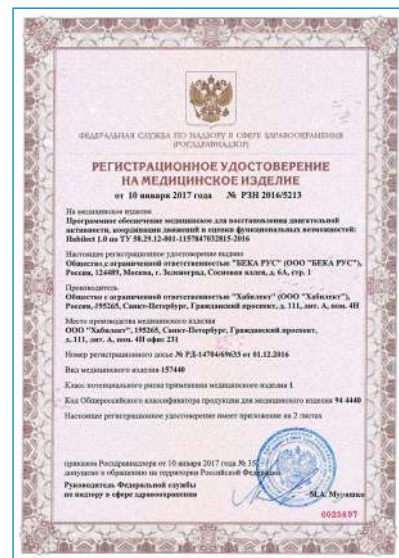 ФЕДЕРАЛЬНАЯ СЛУЖБА ПО НАДЗОРУ В СФЕРЕ ЗДРАВООХРАНЕНИЯ
(РОСЗДРАВНАДЗОР)
РЕГИСТРАЦИОННОЕ УДОСТОВЕРЕНИЕ
НА МЕДИЦИНСКОЕ ИЗДЕЛИЕ
от 10 января 2017 года № РЗН 2016/5213
На медицинское изделие
Программное обеспечение медицинское для восстановления двигательной
активности, координации движений и оценки функциональных возможностей:
Habilect 1.0 по ТУ 58.29.12-001-1157847032815-2016
Настоящее регистрационное удостоверение выдано
Общество с ограниченной ответственностью "БЕКА РУС" (ООО "БЕКА РУС"),
Россия, 124489, Москва, г. Зеленоград, Сосновая аллея, д. 6А, стр. 1
Производитель
Общество с ограниченной ответственностью "Хабилект" (ООО "Хабилект"),
Россия, 195265, Санкт-Петербург, Гражданский проспект, д. 111, лит. А, пом. 4Н
Место производства медицинского изделия
ООО "Хабилект", 195265, Санкт-Петербург, Гражданский проспект,
д. 111, лит. А, пом. 4Н офис 231
Номер регистрационного досье № РД-14704/69635 от 01.12.2016
Вид медицинского изделия 157440
Класс потенциального риска применения медицинского изделия 1
Код Общероссийского классификатора продукции для медицинского изделия 94 4440
Настоящее регистрационное удостоверение имеет приложение на 2 листах
приказом Росздравнадзора от 10 января 2017 года № 35
допущено к обращению на территории Российской Федерации.
Руководитель Федеральной службы
по надзору в сфере здравоохранения
М.А. Мурашко
0025897